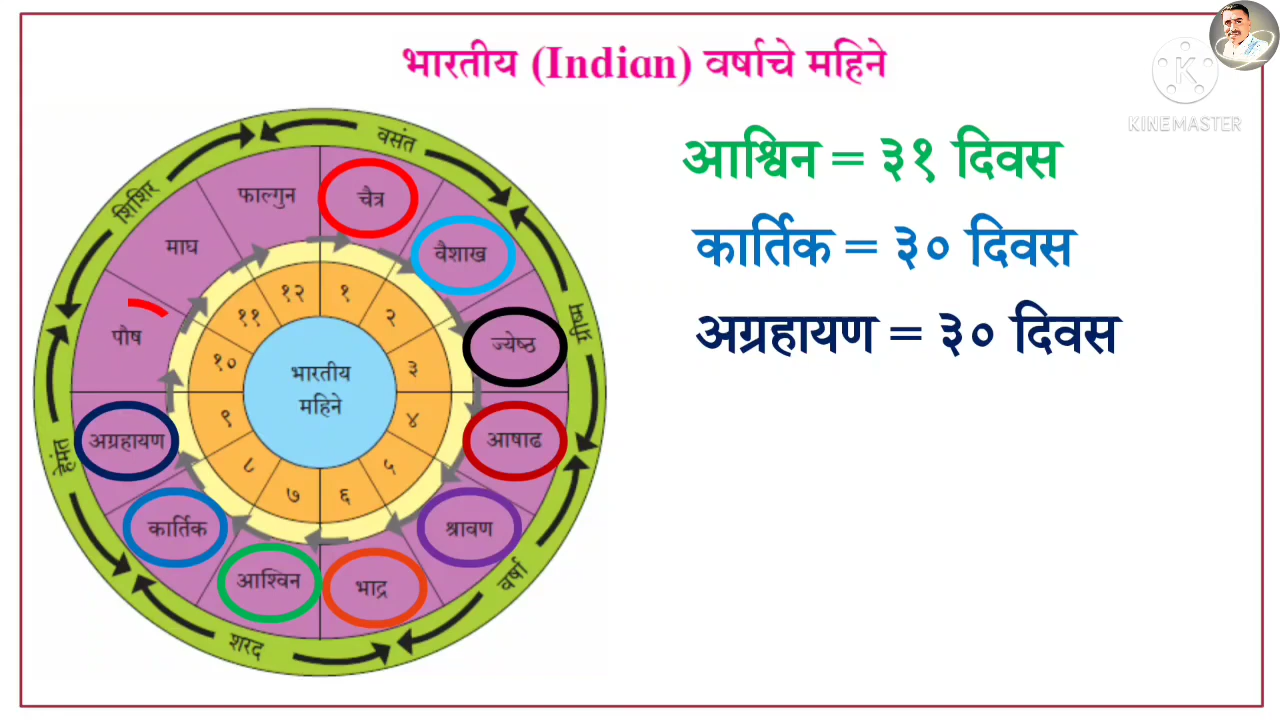 भारतीय (Indian) वर्षाचे महिने
KINEMASTER
आश्विन = ३१ दिवस
कार्तिक = ३० दिवस
अग्रहायण = ३० दिवस
वसंत
ग्रीष्म
वर्षा
शरद
हेमंत
शिशिर
चैत्र
वैशाख
ज्येष्ठ
आषाढ
श्रावण
भाद्र
आश्विन
कार्तिक
अग्रहायण
पौष
माघ
फाल्गुन
१
२
३
४
५
६
७
८
९
१०
११
१२
भारतीय
महिने